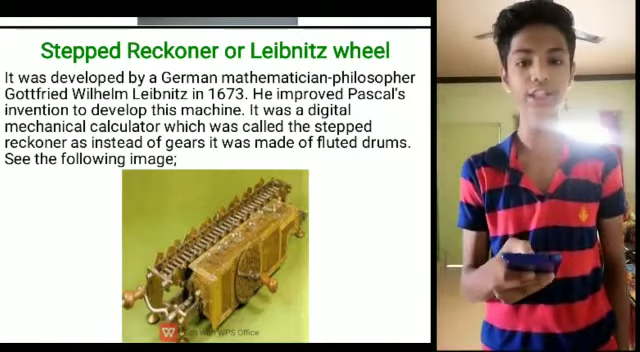 Stepped Reckoner or Leibnitz wheel
It was developed by a German mathematician-philosopher
Gottfried Wilhelm Leibnitz in 1673. He improved Pascal's
invention to develop this machine. It was a digital
mechanical calculator which was called the stepped
reckoner as instead of gears it was made of fluted drums.
See the following image;
with WPS Office